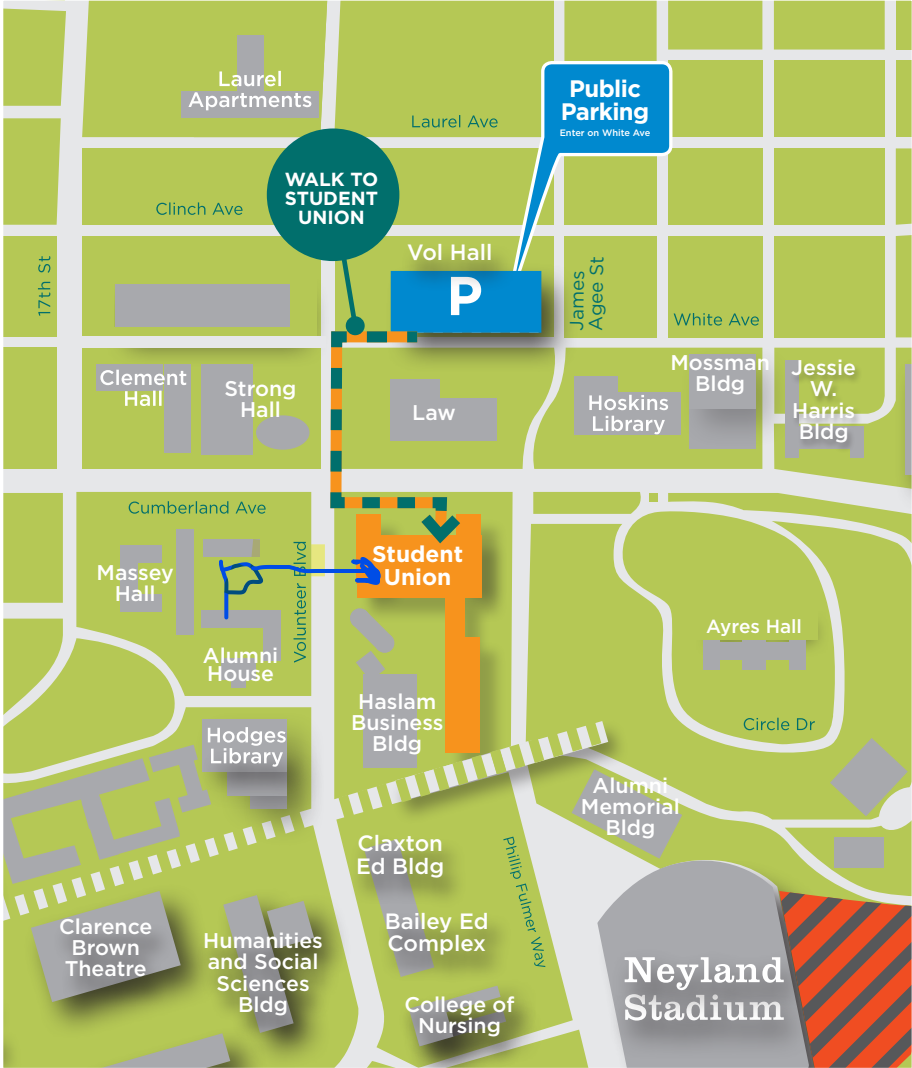 Laurel
Apartments
Laurel Ave
Public
Parking
Enter on White Ave
WALK TO
STUDENT
UNION
Clinch Ave
Vol Hall
P
17th St
James
Agee St
White Ave
Clement
Hall
Strong
Hall
Law
Hoskins
Library
Mossman
Bldg
Jessie
W.
Harris
Bldg
Cumberland Ave
Massey
Hall
Volunteer Blvd
Student
Union
Alumni
House
Ayres Hall
Haslam
Business
Bldg
Circle Dr
Hodges
Library
Alumni
Memorial
Bldg
Claxton
Ed Bldg
Phillip Fulmer Way
Clarence
Brown
Theatre
Humanities
and Social
Sciences
Bldg
Bailey Ed
Complex
College of
Nursing
Neyland
Stadium